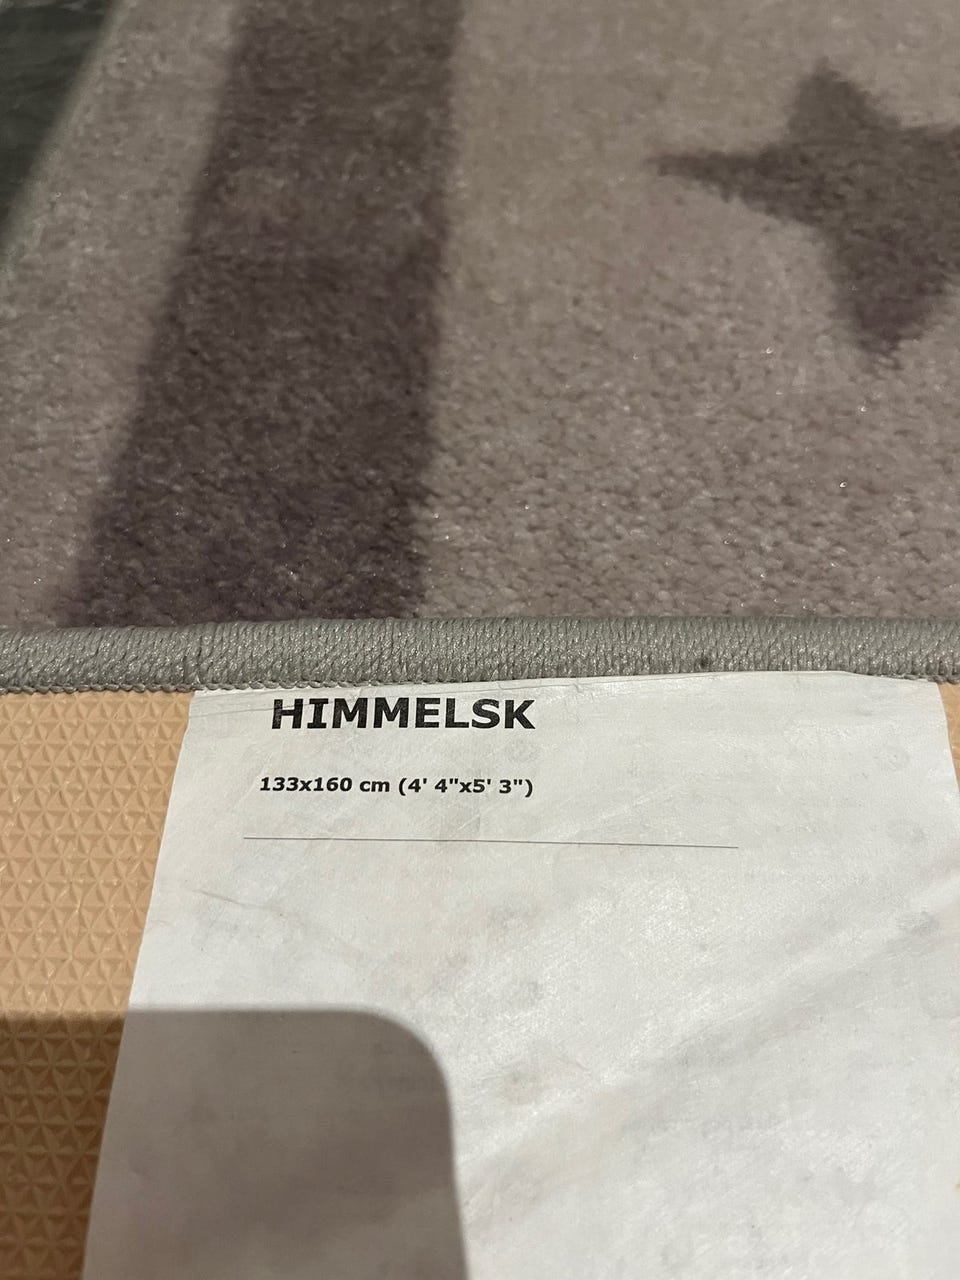 HIMMELSK
133x160 cm (4' 4"x5' 3")